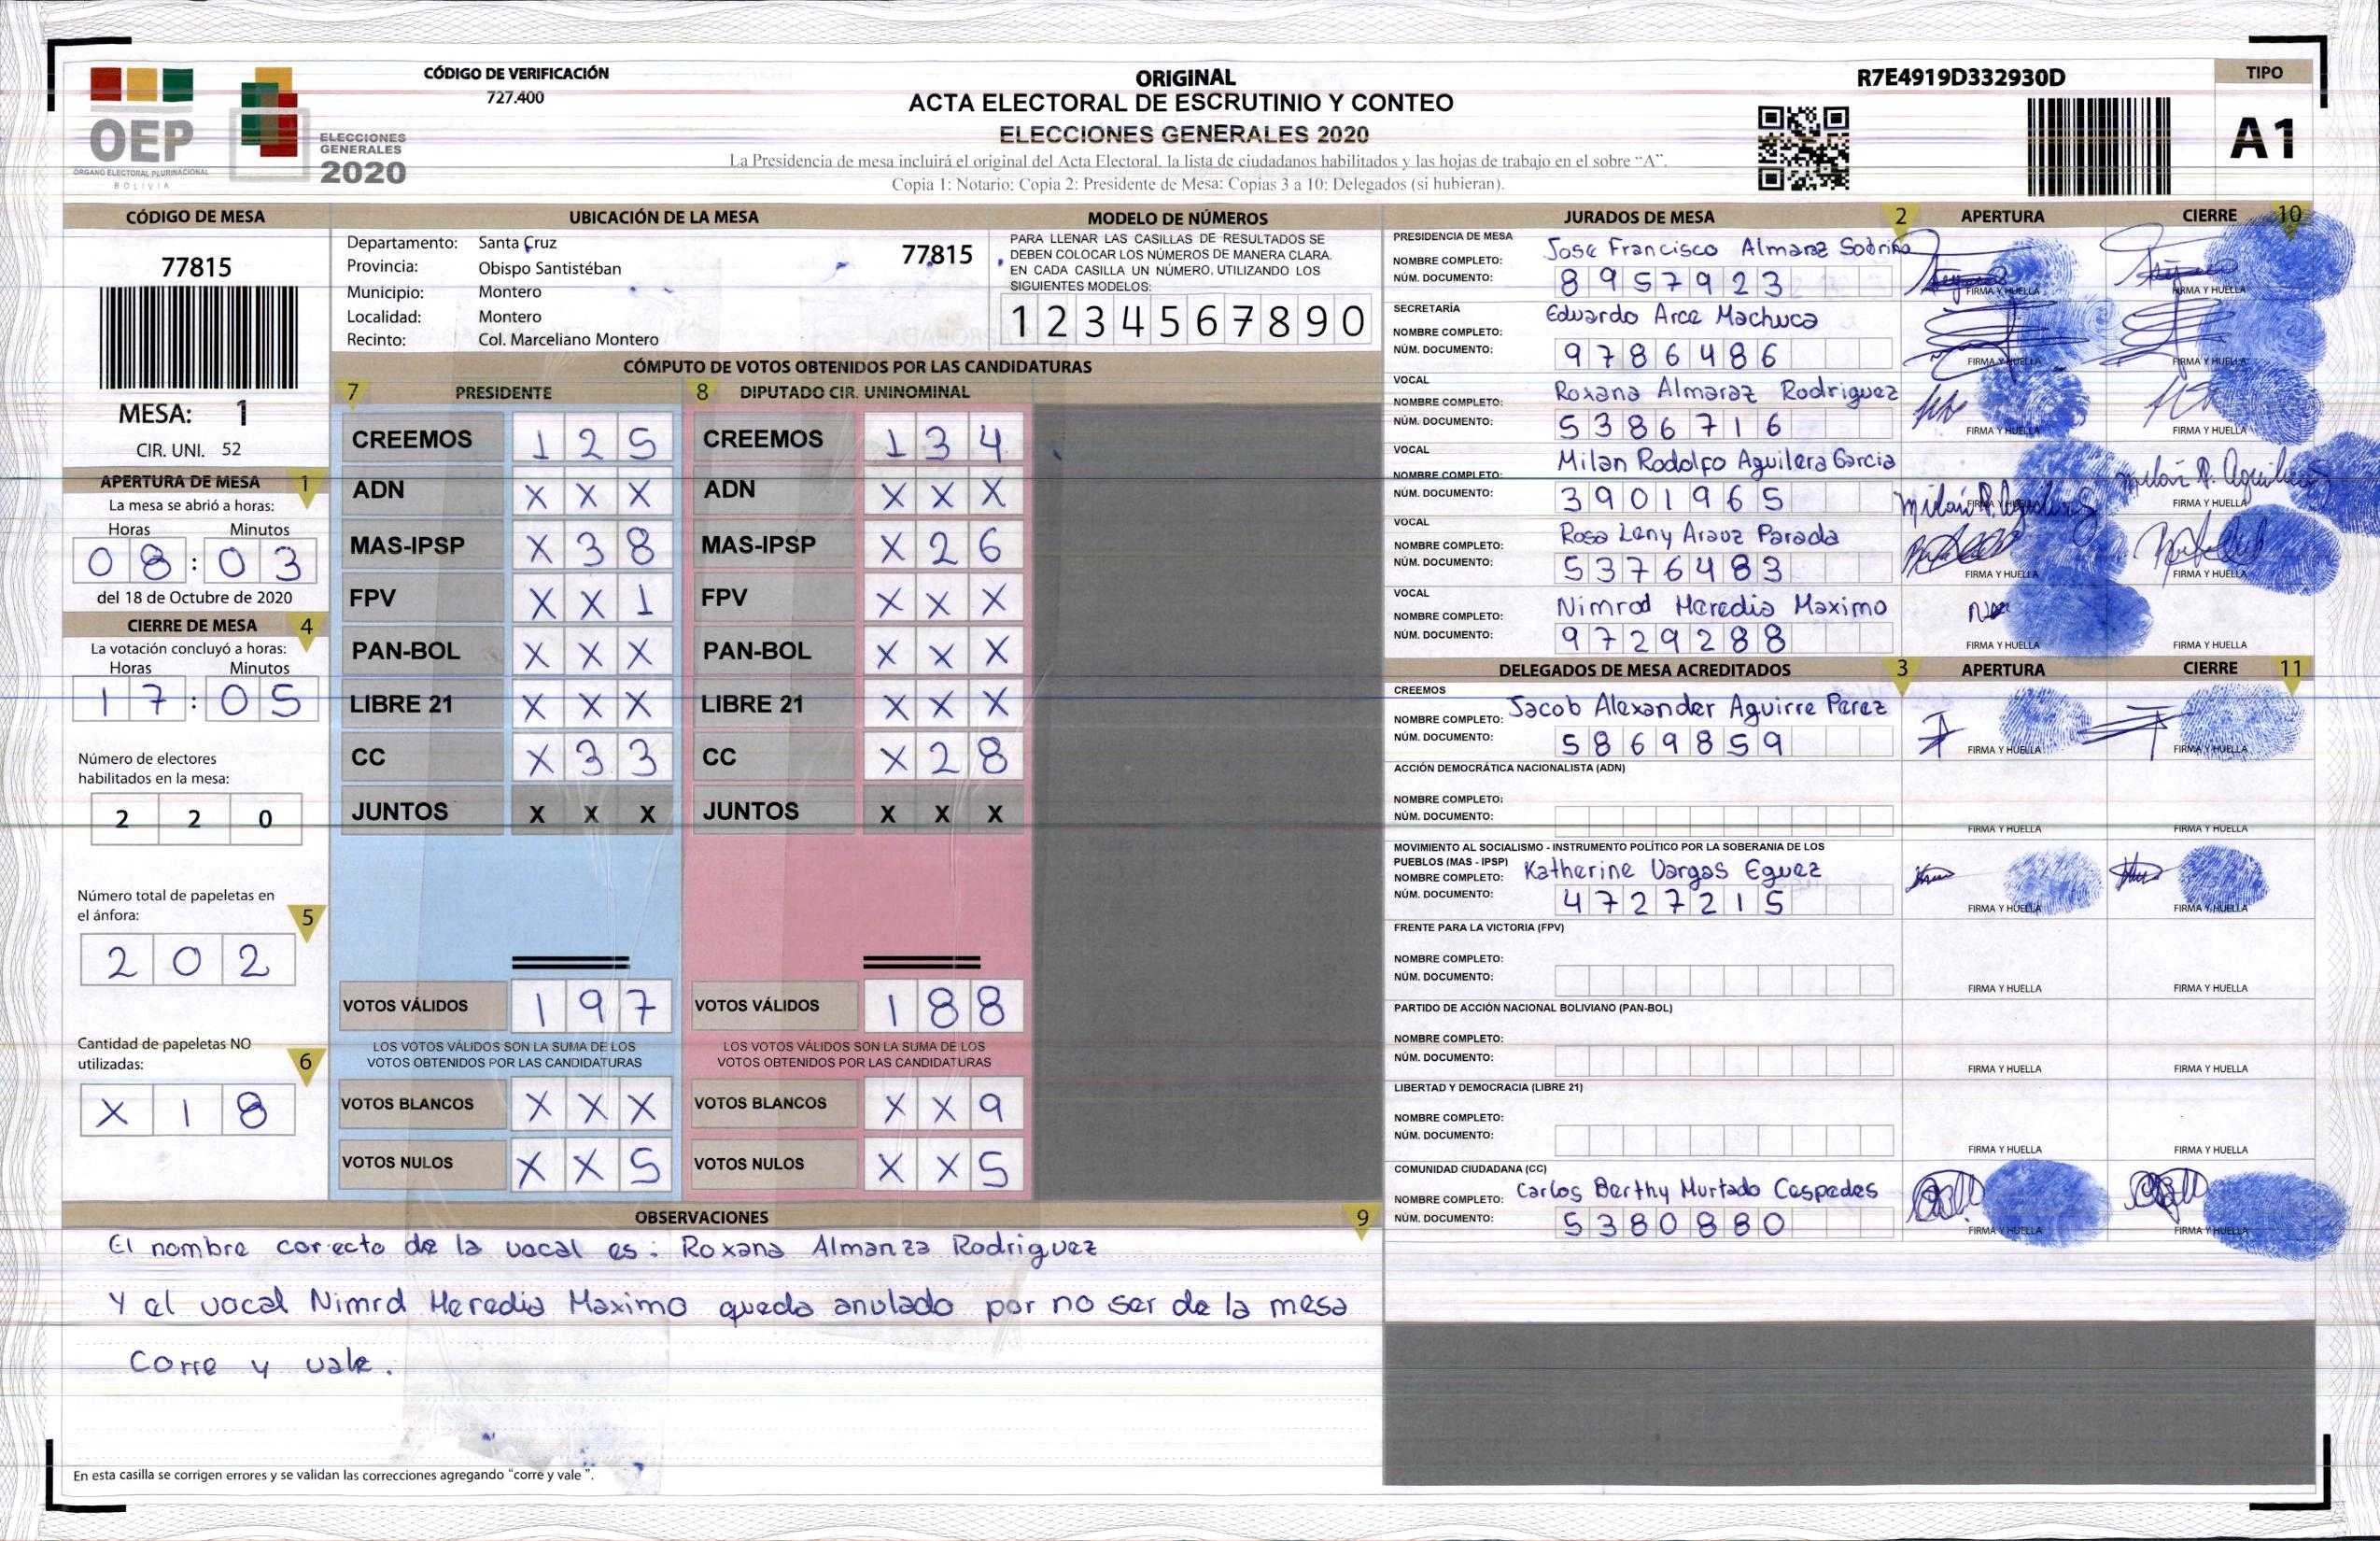 CÓDIGO DE VERIFICACIÓN
727.400
OEP
ÓRGANO ELECTORAL PLURINACIONAL
BOLIVIA
ELECCIONES
GENERALES
2020
ORIGINAL
ACTA ELECTORAL DE ESCRUTINIO Y CONTEO
ELECCIONES GENERALES 2020
La Presidencia de mesa incluirá el original del Acta Electoral, la lista de ciudadanos habilitados y las hojas de trabajo en el sobre “A”.
Copia 1: Notario; Copia 2: Presidente de Mesa; Copias 3 a 10: Delegados (si hubieran).
R7E4919D332930D
TIPO
A1
CÓDIGO DE MESA
77815
MESA: 1
CIR. UNI. 52
APERTURA DE MESA 1
La mesa se abrió a horas:
Horas Minutos
08:03
del 18 de Octubre de 2020
CIERRE DE MESA 4
La votación concluyó a horas:
Horas Minutos
17:05
Número de electores
habilitados en la mesa:
2 2 0
Número total de papeletas en
el ánfora: 5
2 0 2
Cantidad de papeletas NO
utilizadas: 6
X 1 8
UBICACIÓN DE LA MESA
Departamento: Santa Cruz
77815
Provincia: Obispo Santistéban
Municipio: Montero
Localidad: Montero
Recinto: Col. Marceliano Montero
MODELO DE NÚMEROS
PARA LLENAR LAS CASILLAS DE RESULTADOS SE
DEBEN COLOCAR LOS NÚMEROS DE MANERA CLARA.
EN CADA CASILLA UN NÚMERO, UTILIZANDO LOS
SIGUIENTES MODELOS:
1 2 3 4 5 6 7 8 9 0
CÓMPUTO DE VOTOS OBTENIDOS POR LAS CANDIDATURAS
7 PRESIDENTE
CREEMOS 1 2 5
ADN X X X
MAS-IPSP X 3 8
FPV X X 1
PAN-BOL X X X
LIBRE 21 X X X
CC X 3 3
JUNTOS X X X
VOTOS VÁLIDOS 1 9 7
LOS VOTOS VÁLIDOS SON LA SUMA DE LOS
VOTOS OBTENIDOS POR LAS CANDIDATURAS
VOTOS BLANCOS X X X
VOTOS NULOS X X 5
8 DIPUTADO CIR. UNINOMINAL
CREEMOS 1 3 4
ADN X X X
MAS-IPSP X 2 6
FPV X X X
PAN-BOL X X X
LIBRE 21 X X X
CC X 2 8
JUNTOS X X X
VOTOS VÁLIDOS 1 8 8
LOS VOTOS VÁLIDOS SON LA SUMA DE LOS
VOTOS OBTENIDOS POR LAS CANDIDATURAS
VOTOS BLANCOS X X 9
VOTOS NULOS X X 5
OBSERVACIONES 9
El nombre corecto de la vocal es: Roxana Almanza Rodriguez
Y el vocal Nimrd Heredia Maximo queda anulado por no ser de la mesa
Corre y vale.
En esta casilla se corrigen errores y se validan las correcciones agregando “corre y vale ”.
JURADOS DE MESA 2 APERTURA CIERRE 10
PRESIDENCIA DE MESA
NOMBRE COMPLETO: Jose Francisco Almaraz Sobrino
NÚM. DOCUMENTO: 8957923
FIRMA Y HUELLA FIRMA Y HUELLA
SECRETARÍA
NOMBRE COMPLETO: Eduardo Arce Machuca
NÚM. DOCUMENTO: 9786486
FIRMA Y HUELLA FIRMA Y HUELLA
VOCAL
NOMBRE COMPLETO: Roxana Almaraz Rodriguez
NÚM. DOCUMENTO: 5386716
FIRMA Y HUELLA FIRMA Y HUELLA
VOCAL
NOMBRE COMPLETO: Milan Rodolfo Aguilera Garcia
NÚM. DOCUMENTO: 3901965
FIRMA Y HUELLA FIRMA Y HUELLA
VOCAL
NOMBRE COMPLETO: Rosa Leny Arauz Parada
NÚM. DOCUMENTO: 5376483
FIRMA Y HUELLA FIRMA Y HUELLA
VOCAL
NOMBRE COMPLETO: Nimrod Heredia Maximo
NÚM. DOCUMENTO: 9729288
FIRMA Y HUELLA FIRMA Y HUELLA
DELEGADOS DE MESA ACREDITADOS 3 APERTURA CIERRE 11
CREEMOS
NOMBRE COMPLETO: Jacob Alexander Aguirre Perez
NÚM. DOCUMENTO: 5869859
FIRMA Y HUELLA FIRMA Y HUELLA
ACCIÓN DEMOCRÁTICA NACIONALISTA (ADN)
NOMBRE COMPLETO:
NÚM. DOCUMENTO:
FIRMA Y HUELLA FIRMA Y HUELLA
MOVIMIENTO AL SOCIALISMO - INSTRUMENTO POLÍTICO POR LA SOBERANIA DE LOS
PUEBLOS (MAS - IPSP)
NOMBRE COMPLETO: Katherine Vargas Eguez
NÚM. DOCUMENTO: 4727215
FIRMA Y HUELLA FIRMA Y HUELLA
FRENTE PARA LA VICTORIA (FPV)
NOMBRE COMPLETO:
NÚM. DOCUMENTO:
FIRMA Y HUELLA FIRMA Y HUELLA
PARTIDO DE ACCIÓN NACIONAL BOLIVIANO (PAN-BOL)
NOMBRE COMPLETO:
NÚM. DOCUMENTO:
FIRMA Y HUELLA FIRMA Y HUELLA
LIBERTAD Y DEMOCRACIA (LIBRE 21)
NOMBRE COMPLETO:
NÚM. DOCUMENTO:
FIRMA Y HUELLA FIRMA Y HUELLA
COMUNIDAD CIUDADANA (CC)
NOMBRE COMPLETO: Carlos Berthy Hurtado Cespedes
NÚM. DOCUMENTO: 5380880
FIRMA Y HUELLA FIRMA Y HUELLA